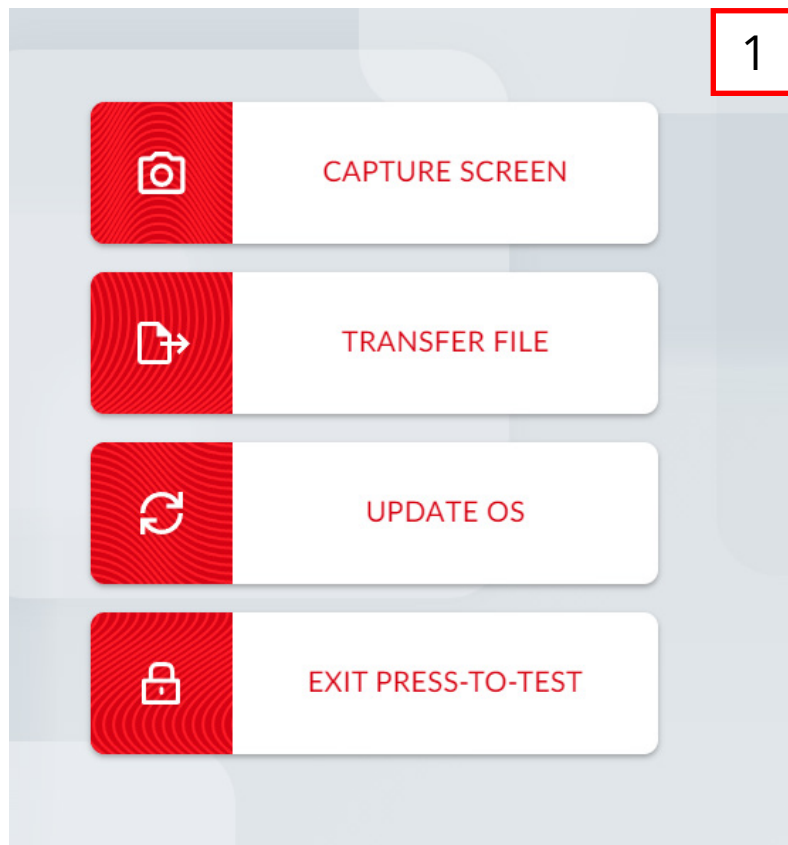 1
CAPTURE SCREEN
TRANSFER FILE
UPDATE OS
EXIT PRESS-TO-TEST